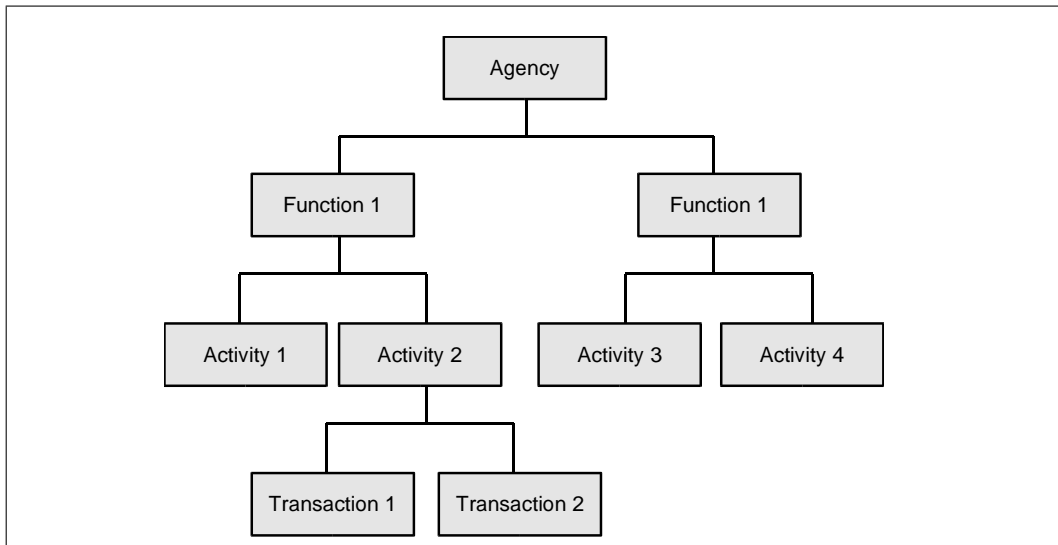 Agency
Function 1
Function 1
Activity 1
Activity 2
Activity 3
Activity 4
Transaction 1
Transaction 2